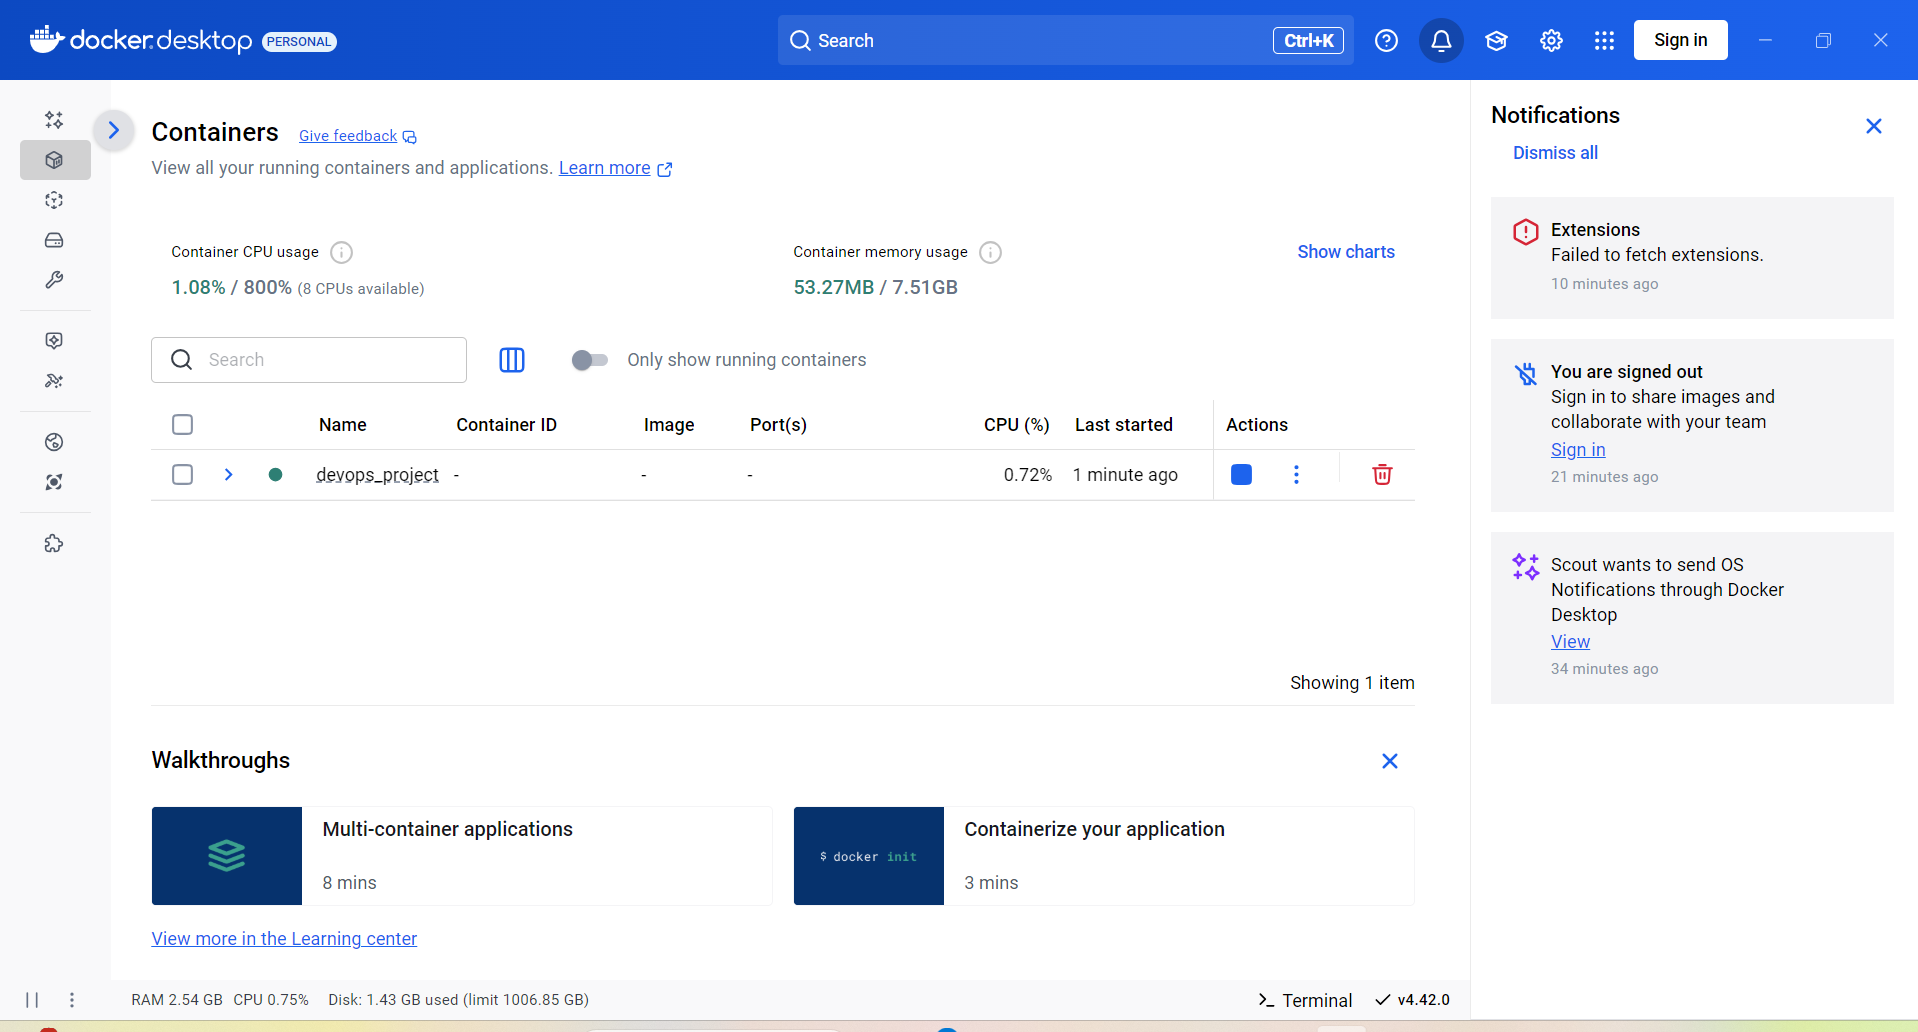 docker.desktop PERSONAL
Search Ctrl+K
Sign in
Containers Give feedback
View all your running containers and applications. Learn more
Container CPU usage
1.08% / 800% (8 CPUs available)
Container memory usage
53.27MB / 7.51GB
Show charts
Search
Only show running containers
Name Container ID Image Port(s) CPU (%) Last started Actions
devops_project - - - 0.72% 1 minute ago
Showing 1 item
Walkthroughs
Multi-container applications
8 mins
$ docker init
Containerize your application
3 mins
View more in the Learning center
Notifications
Dismiss all
Extensions
Failed to fetch extensions.
10 minutes ago
You are signed out
Sign in to share images and
collaborate with your team
Sign in
21 minutes ago
Scout wants to send OS
Notifications through Docker
Desktop
View
34 minutes ago
RAM 2.54 GB CPU 0.75% Disk: 1.43 GB used (limit 1006.85 GB)
Terminal v4.42.0